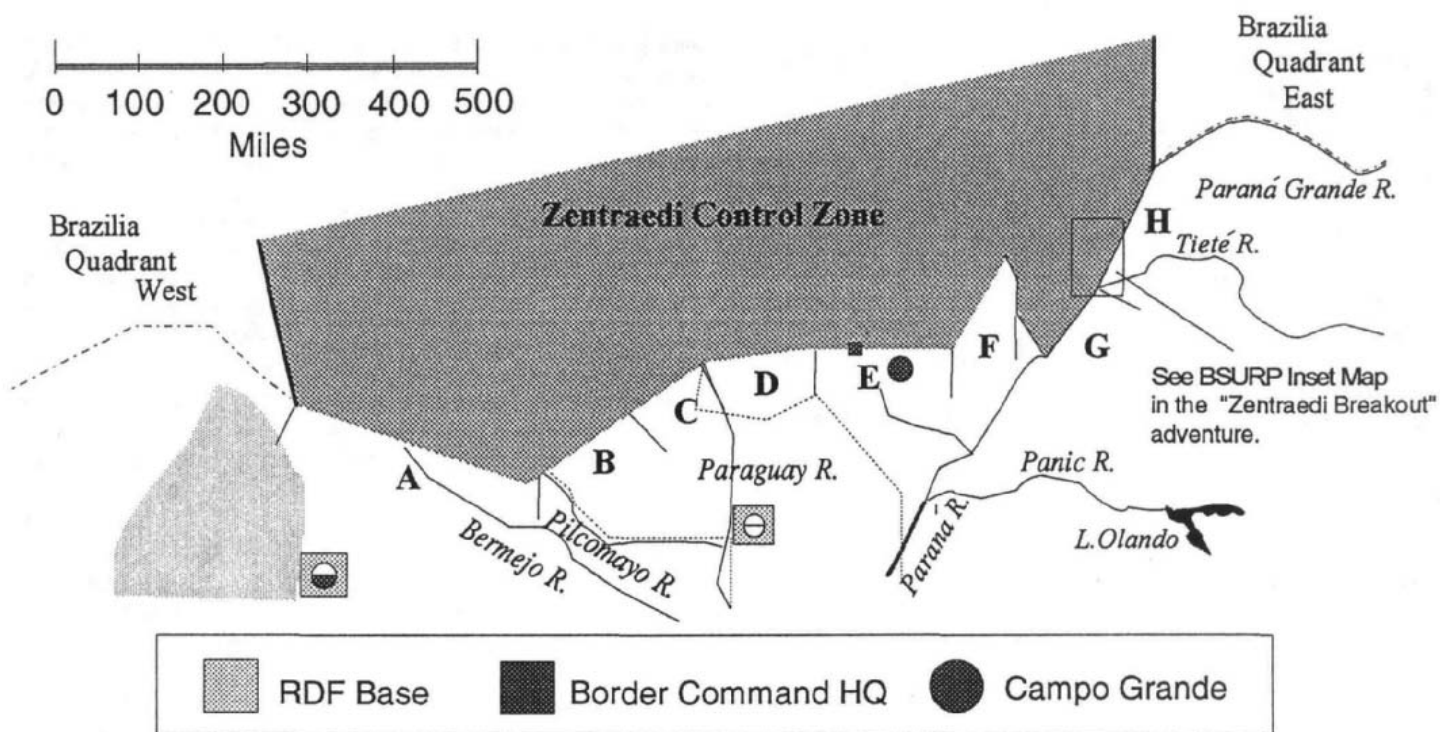 0 100 200 300 400 500
Miles
Brazilia
Quadrant
East
Zentraedi Control Zone
Paraná Grande R.
Brazilia
Quadrant
West
H
Tieté R.
F
G
E
D
C
B
A
See BSURP Inset Map
in the "Zentraedi Breakout"
adventure.
Paraguay R.
Panic R.
Paraná R.
L.Olando
Pilcomayo R.
Bermejo R.
RDF Base
Border Command HQ
Campo Grande